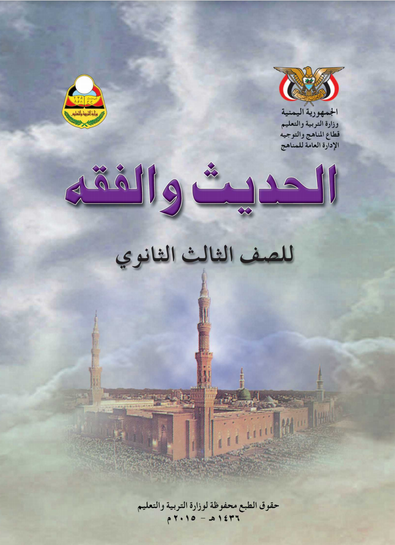 الجمهورية اليمنية
وزارة التربية والتعليم
قطاع المناهج والتوجيه
الإدارة العامة للمناهج
الحديث والفقه
للصف الثالث الثانوي
حقوق الطبع محفوظة لوزارة التربية والتعليم
١٤٣٦هـ - ٢٠١٥م